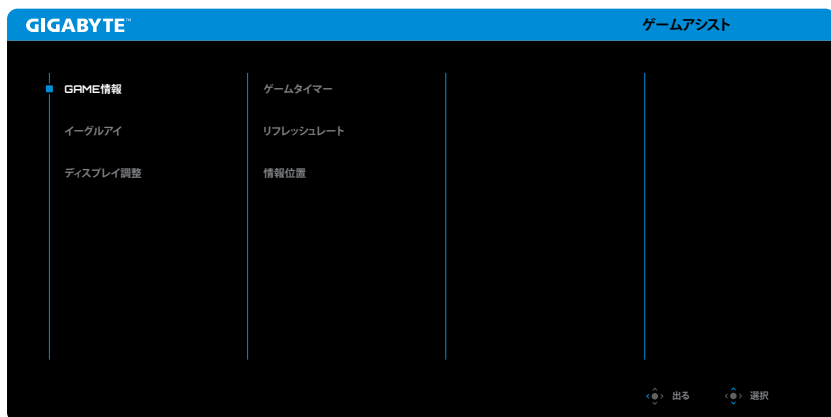 GIGABYTE™
ゲームアシスト
GAME情報
ゲームタイマー
イーグルアイ
リフレッシュレート
ディスプレイ調整
情報位置
出る
選択